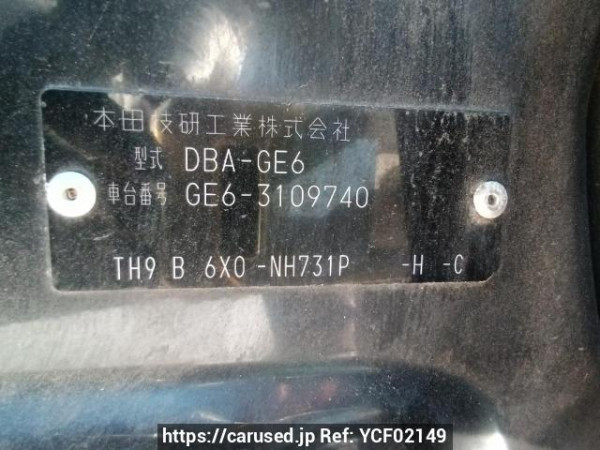 本田技研工業株式会社
型式 DBA-GE6
車台番号 GE6-3109740
TH9 B 6X0 -NH731P -H -C
https://carused.jp Ref: YCF02149